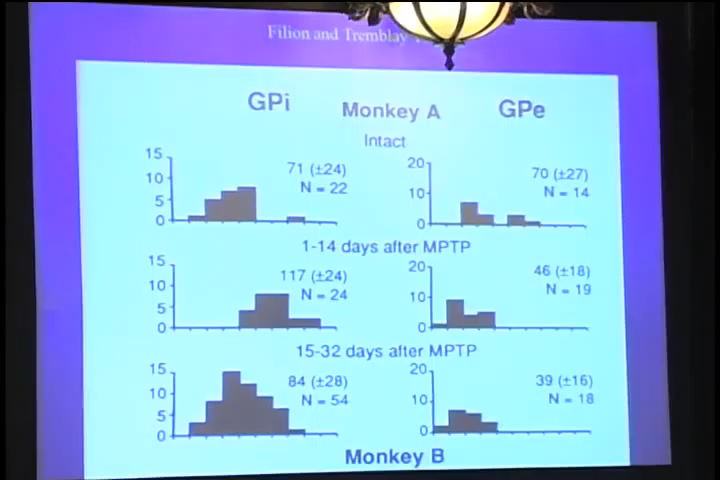 Filion and Tremblay
GPi Monkey A GPe
Intact
15
10
5
0
71 (±24)
N = 22
20
10
0
70 (±27)
N = 14
1-14 days after MPTP
15
10
5
0
117 (±24)
N = 24
20
10
0
46 (±18)
N = 19
15-32 days after MPTP
15
10
5
0
84 (±28)
N = 54
20
10
0
39 (±16)
N = 18
Monkey B